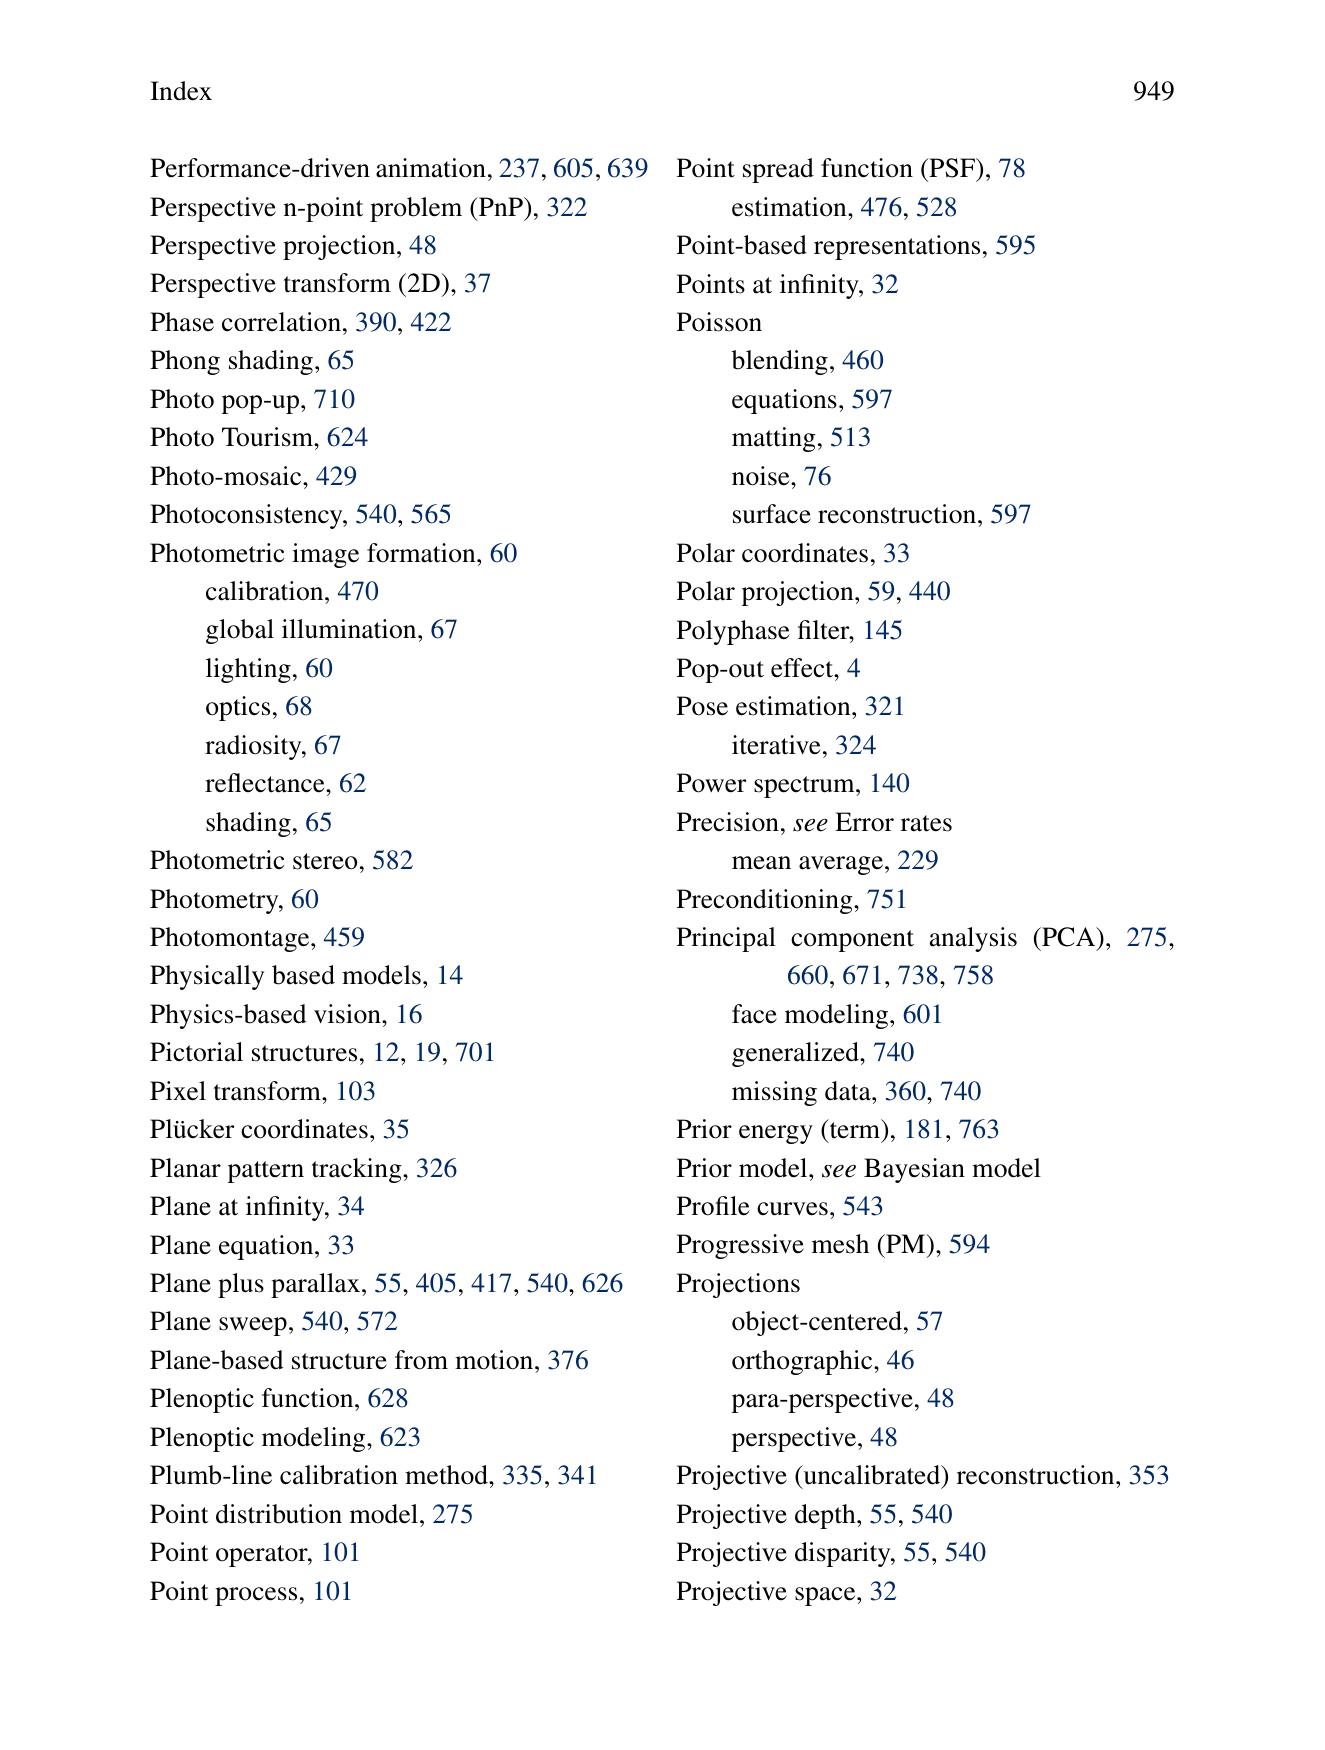 Index
949
Performance-driven animation, 237, 605, 639
Perspective n-point problem (PnP), 322
Perspective projection, 48
Perspective transform (2D), 37
Phase correlation, 390, 422
Phong shading, 65
Photo pop-up, 710
Photo Tourism, 624
Photo-mosaic, 429
Photoconsistency, 540, 565
Photometric image formation, 60
calibration, 470
global illumination, 67
lighting, 60
optics, 68
radiosity, 67
reflectance, 62
shading, 65
Photometric stereo, 582
Photometry, 60
Photomontage, 459
Physically based models, 14
Physics-based vision, 16
Pictorial structures, 12, 19, 701
Pixel transform, 103
Plücker coordinates, 35
Planar pattern tracking, 326
Plane at infinity, 34
Plane equation, 33
Plane plus parallax, 55, 405, 417, 540, 626
Plane sweep, 540, 572
Plane-based structure from motion, 376
Plenoptic function, 628
Plenoptic modeling, 623
Plumb-line calibration method, 335, 341
Point distribution model, 275
Point operator, 101
Point process, 101
Point spread function (PSF), 78
estimation, 476, 528
Point-based representations, 595
Points at infinity, 32
Poisson
blending, 460
equations, 597
matting, 513
noise, 76
surface reconstruction, 597
Polar coordinates, 33
Polar projection, 59, 440
Polyphase filter, 145
Pop-out effect, 4
Pose estimation, 321
iterative, 324
Power spectrum, 140
Precision, see Error rates
mean average, 229
Preconditioning, 751
Principal component analysis (PCA), 275,
660, 671, 738, 758
face modeling, 601
generalized, 740
missing data, 360, 740
Prior energy (term), 181, 763
Prior model, see Bayesian model
Profile curves, 543
Progressive mesh (PM), 594
Projections
object-centered, 57
orthographic, 46
para-perspective, 48
perspective, 48
Projective (uncalibrated) reconstruction, 353
Projective depth, 55, 540
Projective disparity, 55, 540
Projective space, 32